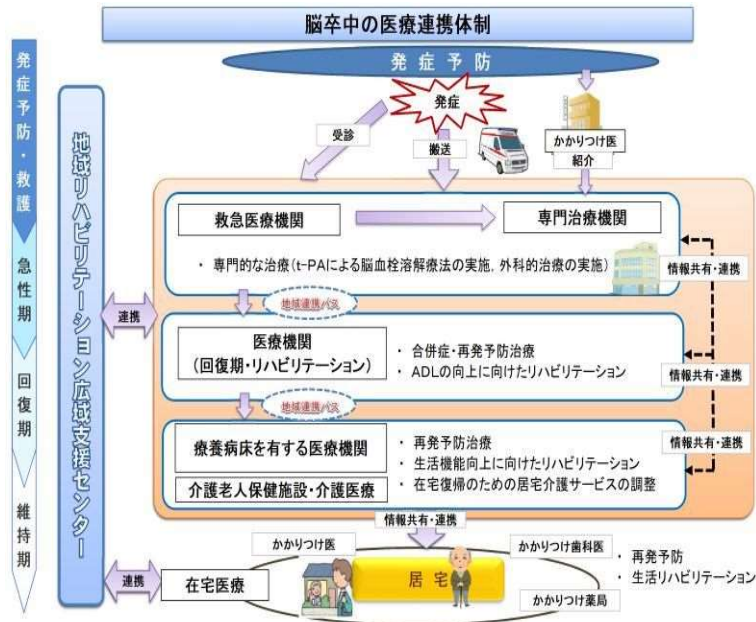 脳卒中の医療連携体制
発症予防
発症
受診
搬送
かかりつけ医
紹介
発症予防・救護
急性期
回復期
維持期
地域リハビリテーション広域支援センター
連携
救急医療機関
専門治療機関
・ 専門的な治療(t-PAによる脳血栓溶解療法の実施，外科的治療の実施)
情報共有・連携
地域連携パス
医療機関
(回復期・リハビリテーション)
・ 合併症・再発予防治療
・ ADLの向上に向けたリハビリテーション
情報共有・連携
地域連携パス
療養病床を有する医療機関
介護老人保健施設・介護医療
・ 再発予防治療
・ 生活機能向上に向けたリハビリテーション
・ 在宅復帰のための居宅介護サービスの調整
情報共有・連携
情報共有・連携
連携
在宅医療
かかりつけ医
居宅
かかりつけ歯科医
かかりつけ薬局
・ 再発予防
・ 生活リハビリテーション